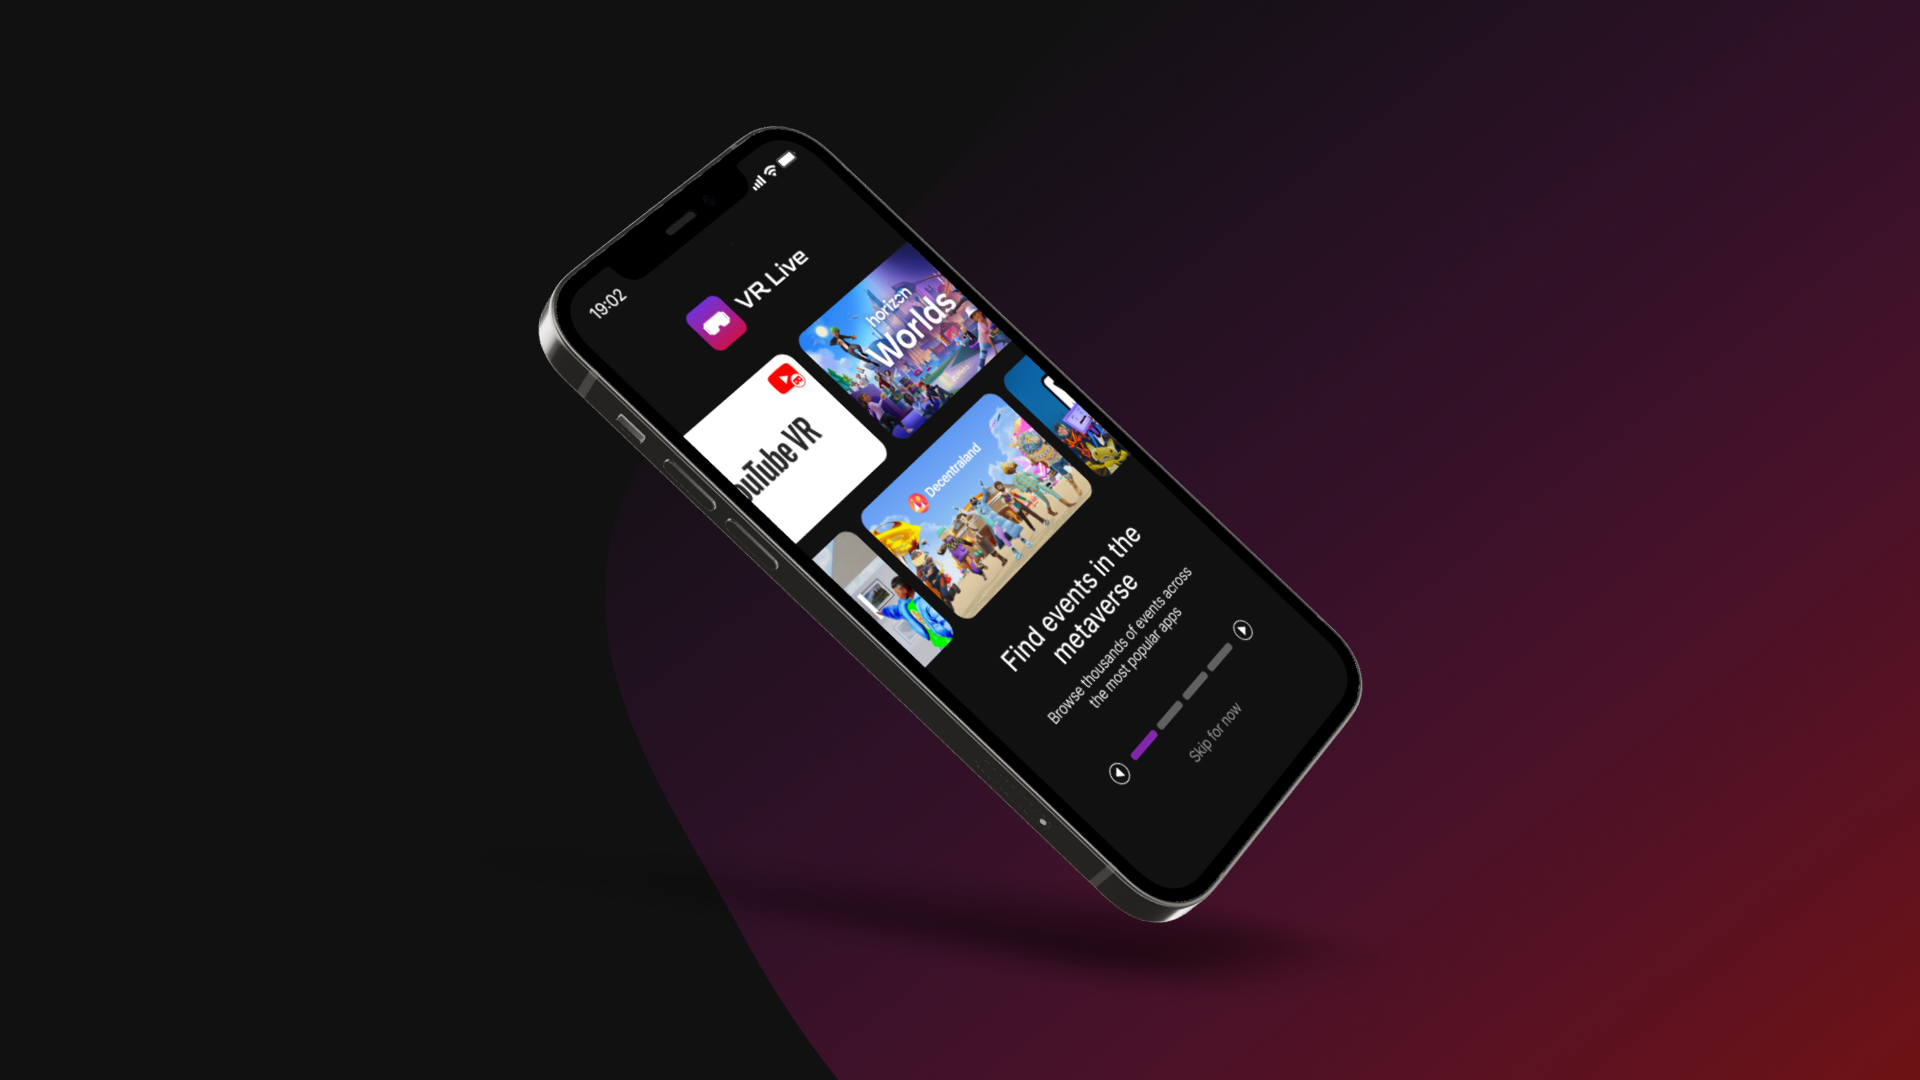 19:02
VR Live
horizon
Worlds
ouTube VR
Decentraland
Find events in the
metaverse
Browse thousands of events across
the most popular apps
Skip for now